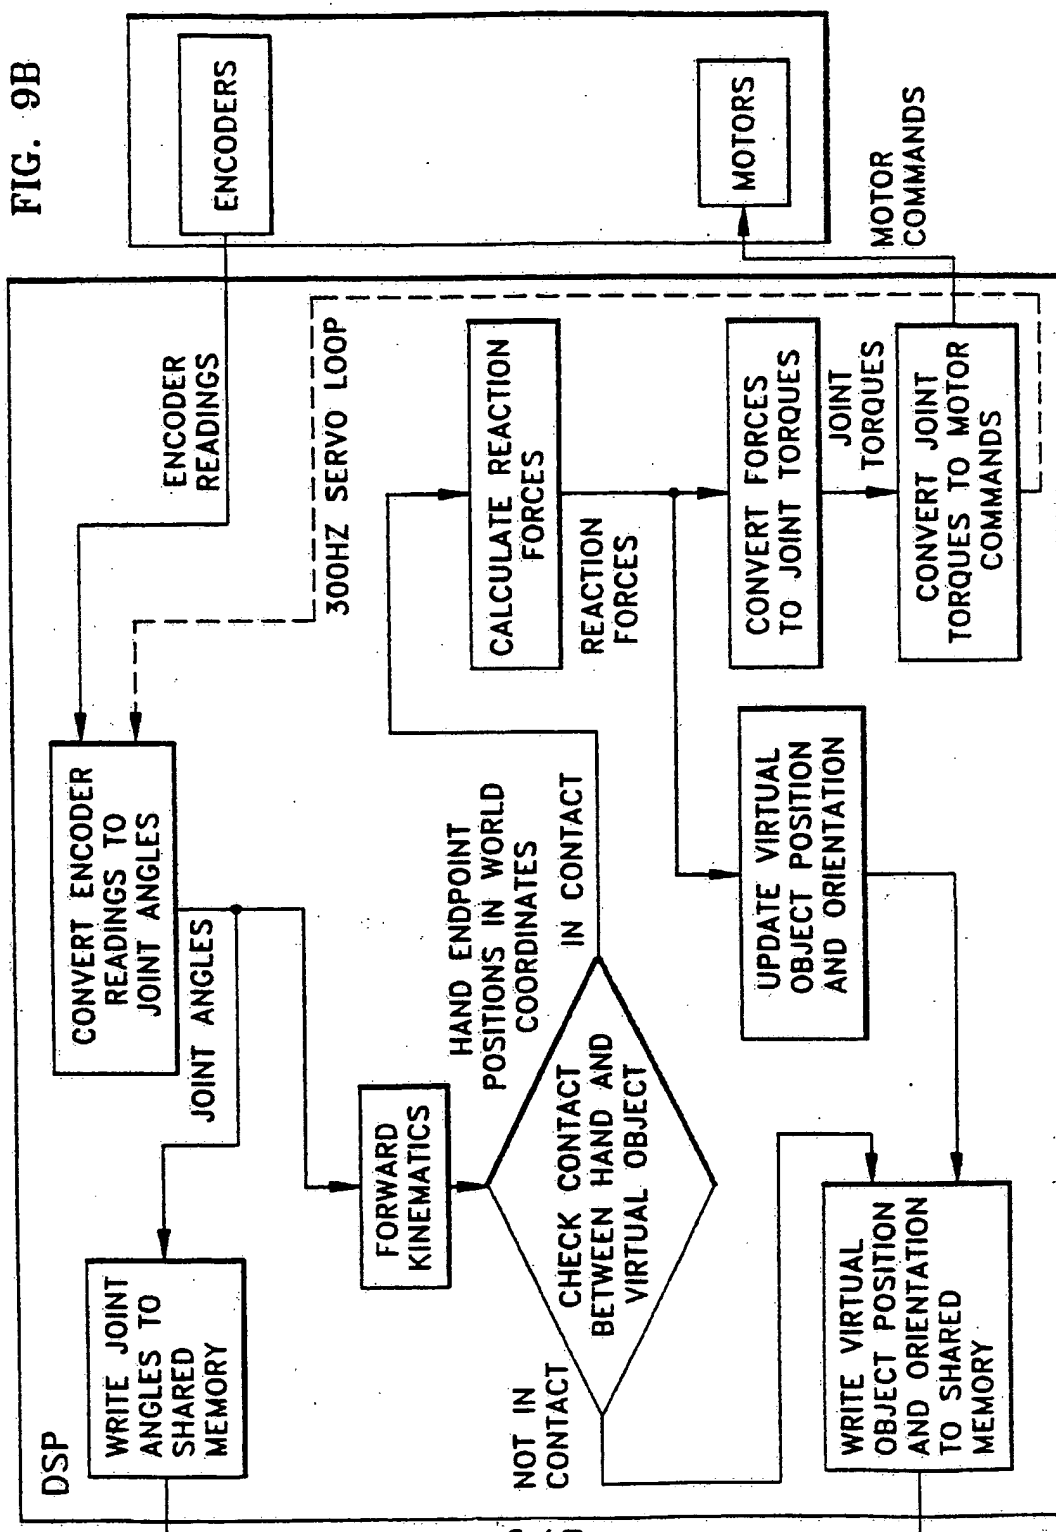 FIG. 9B
DSP
ENCODERS
MOTORS
ENCODER
READINGS
300HZ SERVO LOOP
MOTOR
COMMANDS
CONVERT ENCODER
READINGS TO
JOINT ANGLES
JOINT ANGLES
WRITE JOINT
ANGLES TO
SHARED
MEMORY
FORWARD
KINEMATICS
HAND ENDPOINT
POSITIONS IN WORLD
COORDINATES
CHECK CONTACT
BETWEEN HAND AND
VIRTUAL OBJECT
IN CONTACT
NOT IN
CONTACT
CALCULATE REACTION
FORCES
REACTION
FORCES
CONVERT FORCES
TO JOINT TORQUES
JOINT
TORQUES
CONVERT JOINT
TORQUES TO MOTOR
COMMANDS
UPDATE VIRTUAL
OBJECT POSITION
AND ORIENTATION
WRITE VIRTUAL
OBJECT POSITION
AND ORIENTATION
TO SHARED
MEMORY